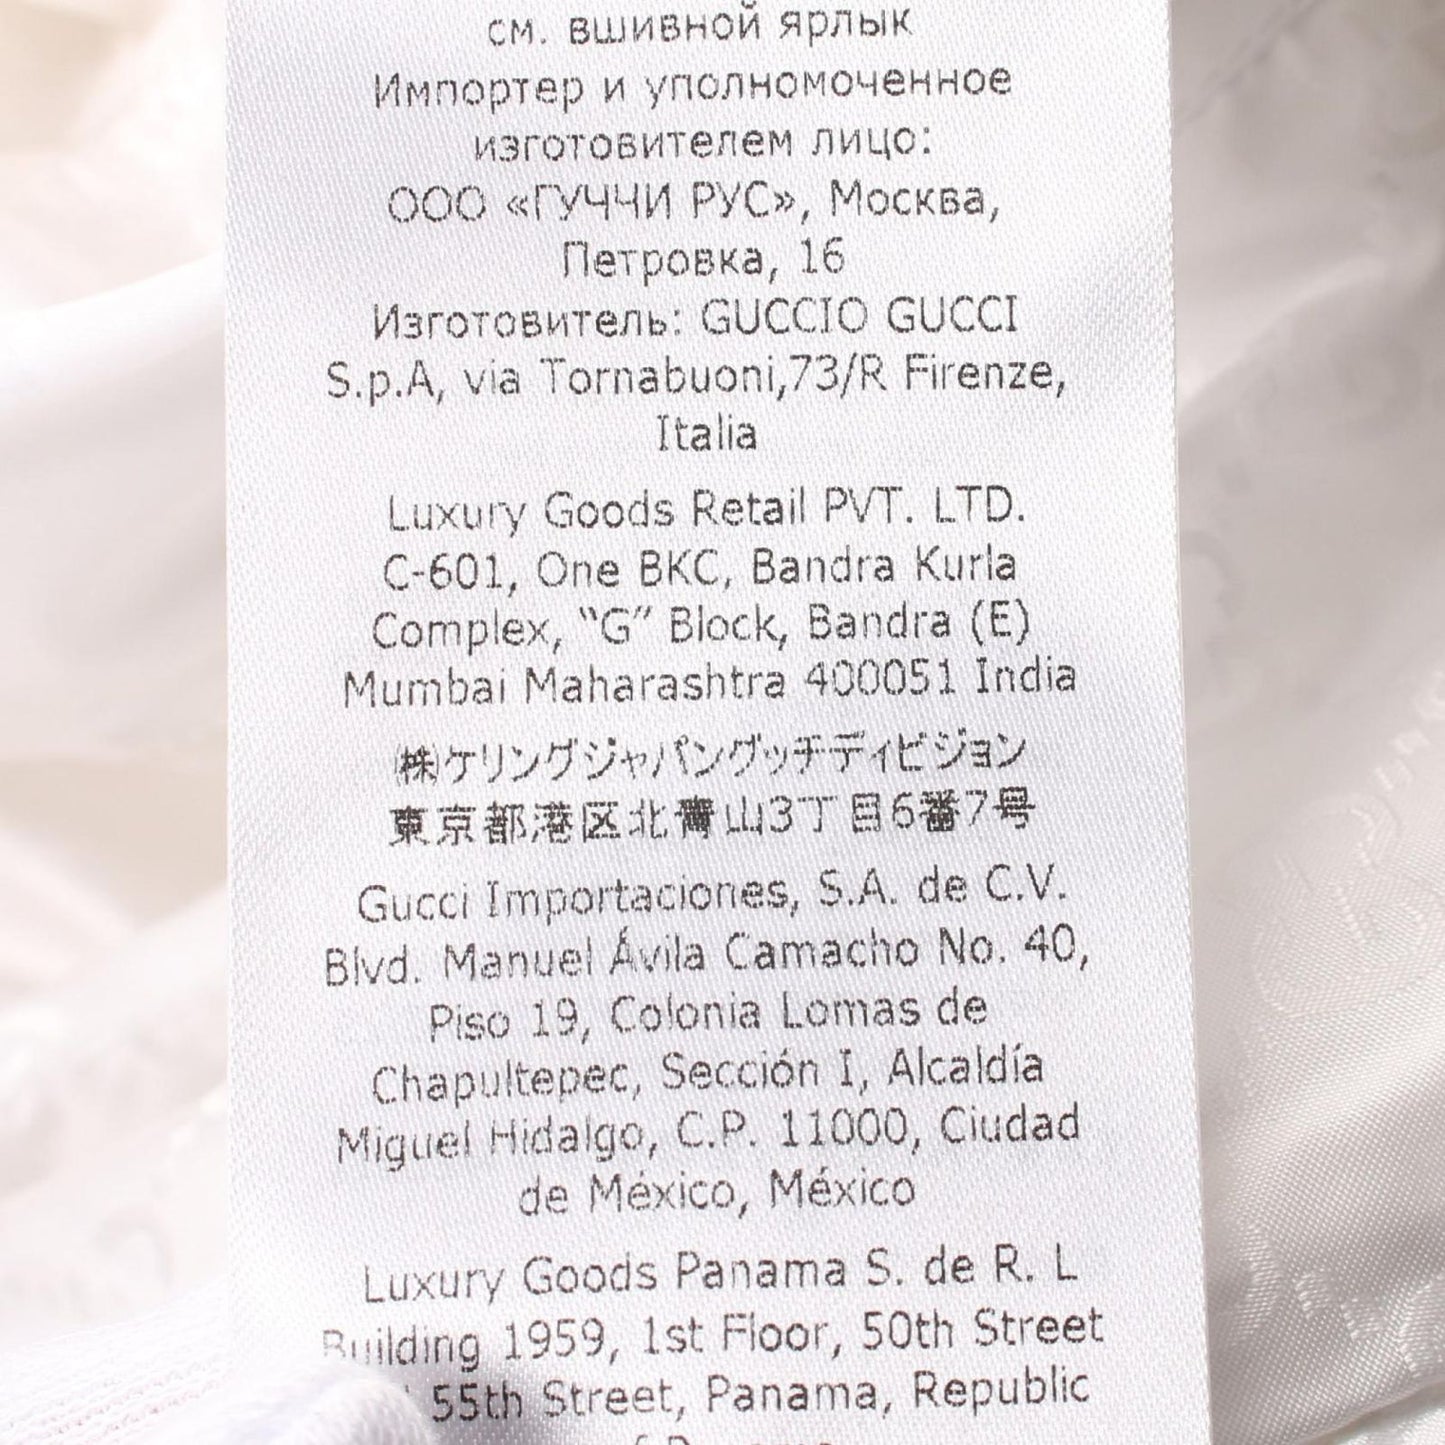 см. вшивной ярлык
Импортер и уполномоченное
изготовителем лицо:
ООО «ГУЧЧИ РУС», Москва,
Петровка, 16
Изготовитель: GUCCIO GUCCI
S.p.A, via Tornabuoni,73/R Firenze,
Italia
Luxury Goods Retail PVT. LTD.
C-601, One BKC, Bandra Kurla
Complex, “G” Block, Bandra (E)
Mumbai Maharashtra 400051 India
㈱ケリングジャパングッチディビジョン
東京都港区北青山3丁目6番7号
Gucci Importaciones, S.A. de C.V.
Blvd. Manuel Ávila Camacho No. 40,
Piso 19, Colonia Lomas de
Chapultepec, Sección I, Alcaldía
Miguel Hidalgo, C.P. 11000, Ciudad
de México, México
Luxury Goods Panama S. de R. L
Building 1959, 1st Floor, 50th Street
55th Street, Panama, Republic